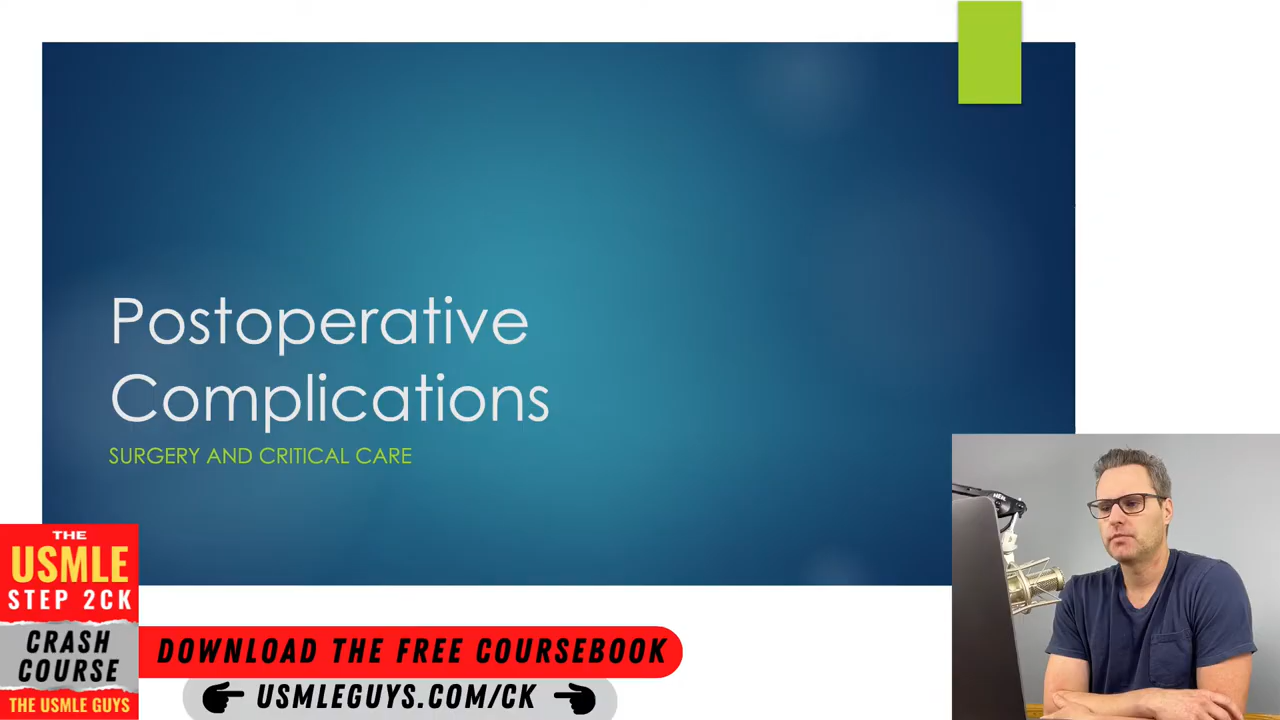 Postoperative
Complications
SURGERY AND CRITICAL CARE
THE
USMLE
STEP 2CK
CRASH
COURSE
THE USMLE GUYS
DOWNLOAD THE FREE COURSEBOOK
USMLEGUYS.COM/CK